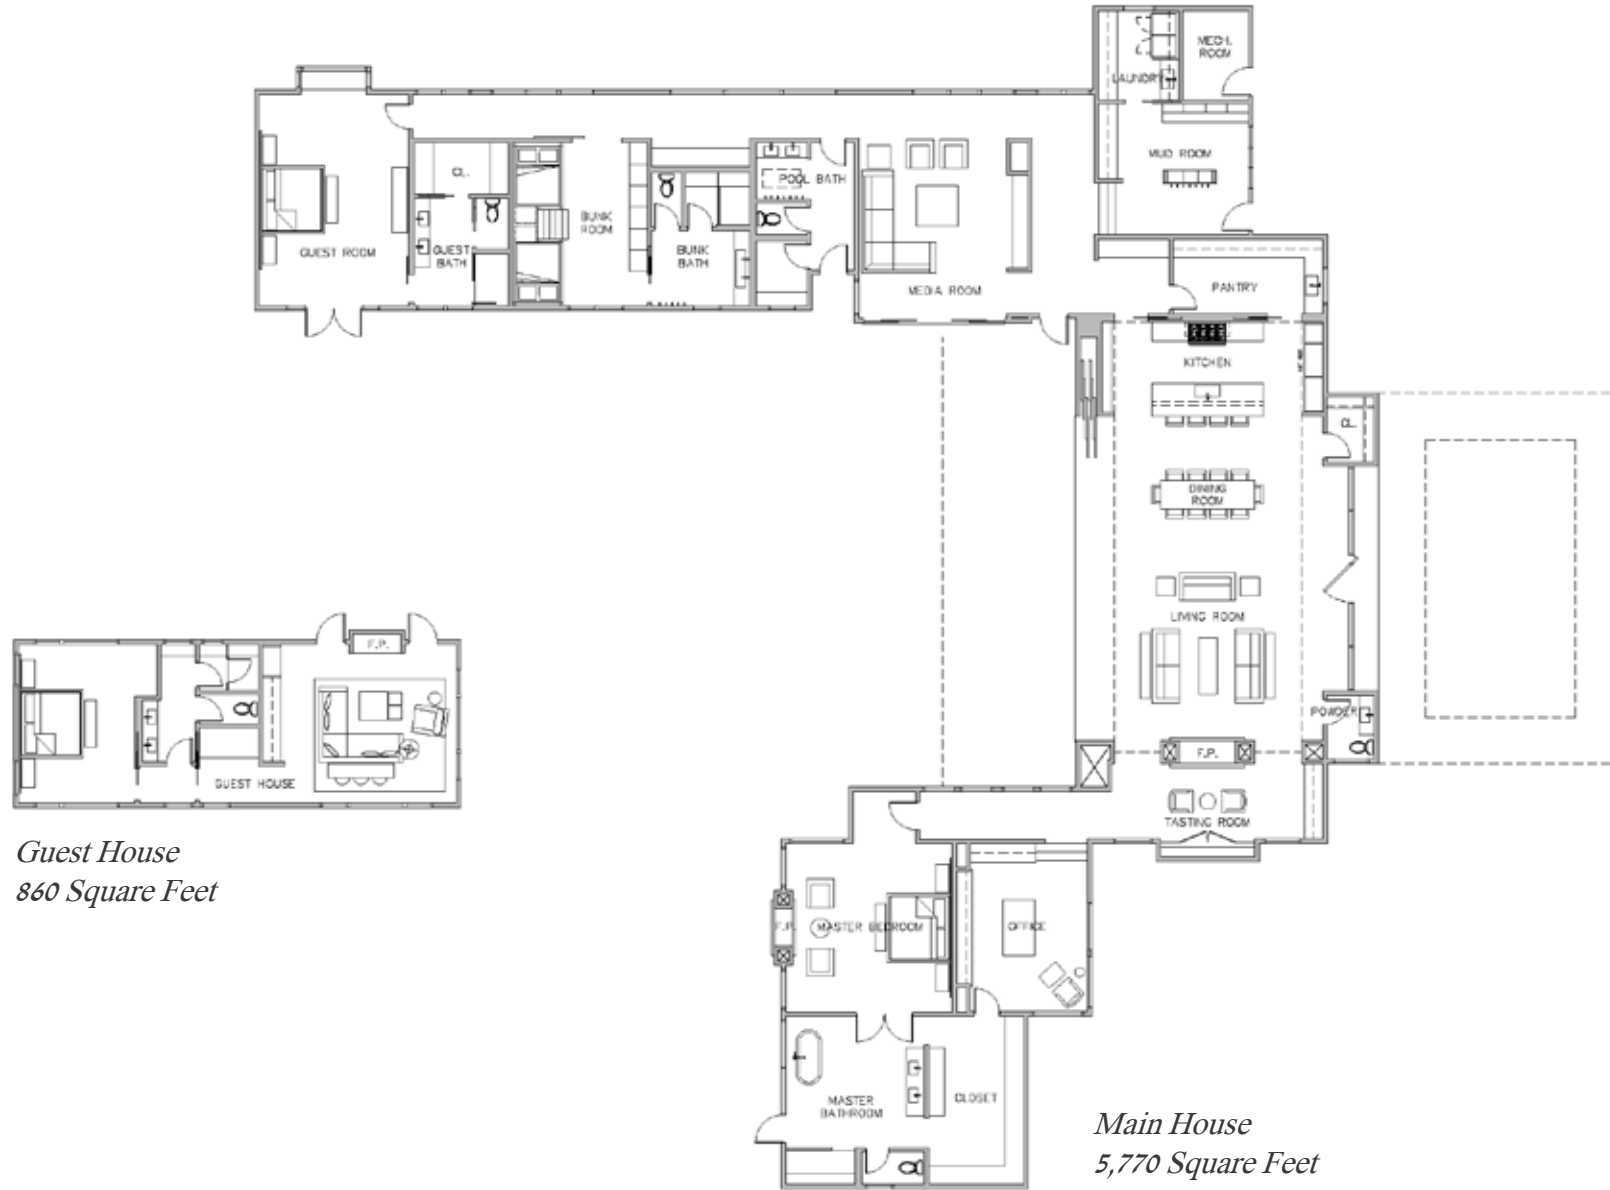 MECH.
ROOM
LAUNDRY
MUD ROOM
CL.
POOL BATH
BUNK
ROOM
GUEST ROOM
GUEST
BATH
BUNK
BATH
MEDIA ROOM
PANTRY
KITCHEN
CL.
DINING
ROOM
LIVING ROOM
POWDER
F.P.
TASTING ROOM
F.P.
GUEST HOUSE
Guest House
860 Square Feet
F.P.
MASTER BEDROOM
OFFICE
MASTER
BATHROOM
CLOSET
Main House
5,770 Square Feet